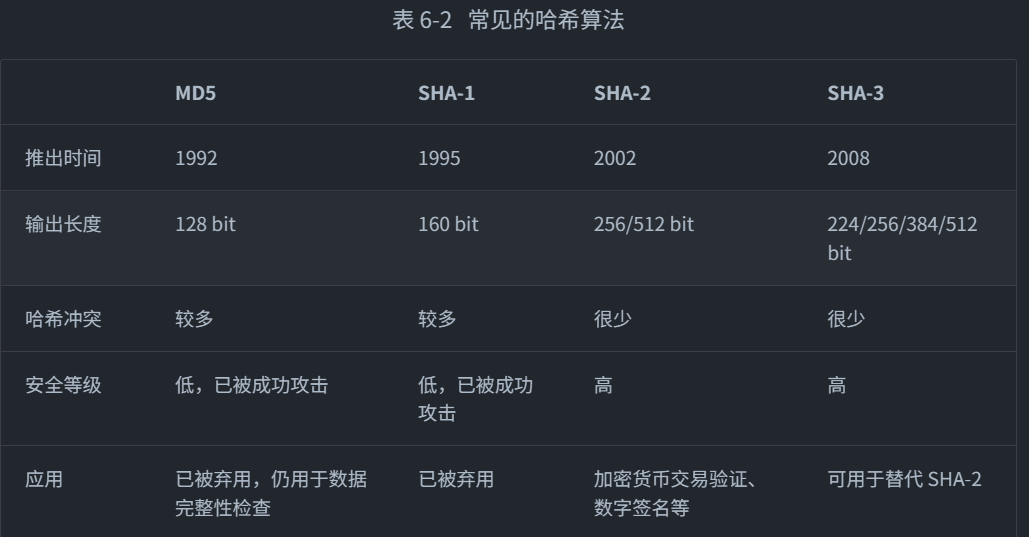 表 6-2 常见的哈希算法
MD5 SHA-1 SHA-2 SHA-3
推出时间 1992 1995 2002 2008
输出长度 128 bit 160 bit 256/512 bit 224/256/384/512
bit
哈希冲突 较多 较多 很少 很少
安全等级 低，已被成功攻击 低，已被成功 高 高
攻击
应用 已被弃用，仍用于数据 已被弃用 加密货币交易验证、 可用于替代 SHA-2
完整性检查 数字签名等